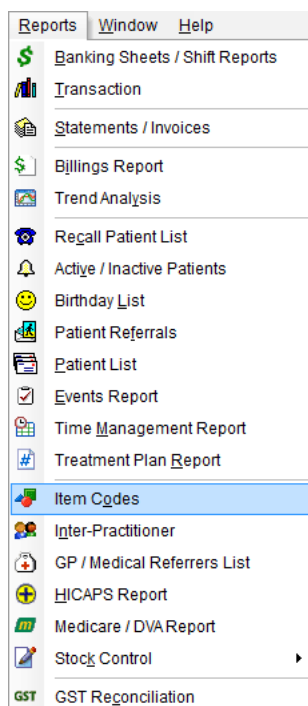 Reports Window Help
Banking Sheets / Shift Reports
Transaction
Statements / Invoices
$ Billings Report
Trend Analysis
Recall Patient List
Active / Inactive Patients
Birthday List
Patient Referrals
Patient List
Events Report
Time Management Report
# Treatment Plan Report
Item Codes
Inter-Practitioner
GP / Medical Referrers List
HICAPS Report
m Medicare / DVA Report
Stock Control
GST GST Reconciliation